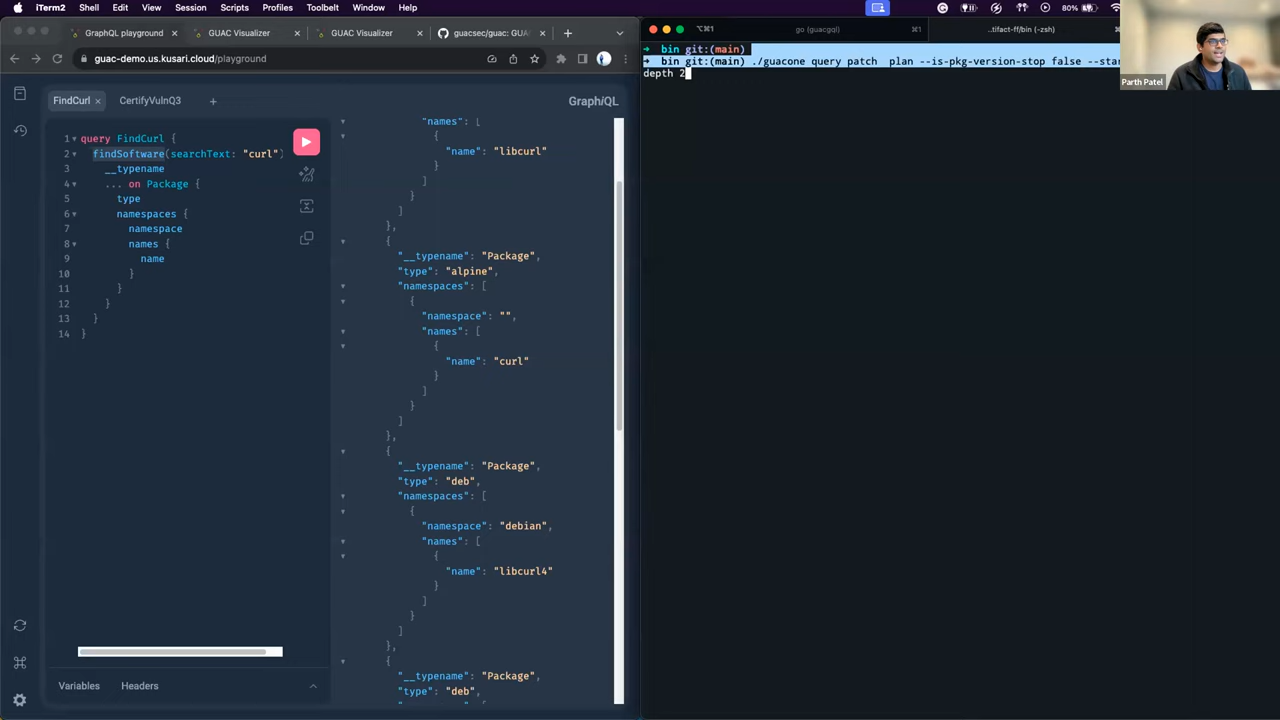 iTerm2 Shell Edit View Session Scripts Profiles Toolbelt Window Help
80%
GraphQL playground
GUAC Visualizer
GUAC Visualizer
guacsec/guac: GUA
guac-demo.us.kusari.cloud/playground
FindCurl
CertifyVulnQ3
GraphiQL
1 query FindCurl {
2 findSoftware(searchText: "curl")
3 __typename
4 ... on Package {
5 type
6 namespaces {
7 namespace
8 names {
9 name
10 }
11 }
12 }
13 }
14 }
Variables
Headers
"names": [
{
"name": "libcurl"
}
]
}
]
},
{
"__typename": "Package",
"type": "alpine",
"namespaces": [
{
"namespace": "",
"names": [
{
"name": "curl"
}
]
}
]
},
{
"__typename": "Package",
"type": "deb",
"namespaces": [
{
"namespace": "debian",
"names": [
{
"name": "libcurl4"
}
]
}
]
},
{
"__typename": "Package",
"type": "deb",
⌥⌘1
go (guacgql)
⌘1
..tifact-ff/bin (-zsh)
bin git:(main)
bin git:(main) ./guacone query patch plan --is-pkg-version-stop false --star
depth 2
Parth Patel